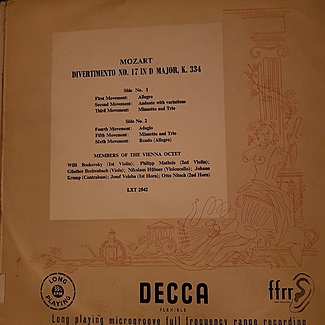 MOZART
DIVERTIMENTO NO. 17 IN D MAJOR, K. 334
Side No. 1
First Movement: Allegro
Second Movement: Andante with variations
Third Movement: Minuetto and Trio
Side No. 2
Fourth Movement: Adagio
Fifth Movement: Minuetto and Trio
Sixth Movement: Rondo (Allegro)
MEMBERS OF THE VIENNA OCTET
Willi Boskovsky (1st Violin); Philipp Matheis (2nd Violin);
Günther Breitenbach (Viola); Nikolaus Hübner (Violoncello); Johann
Krump (Contrabass); Josef Veleba (1st Horn); Otto Nitsch (2nd Horn)
LXT 2542
LONG PLAYING
33⅓ RPM
DECCA
FLEXIBLE
ffrr
Long playing microgroove full frequency range recording